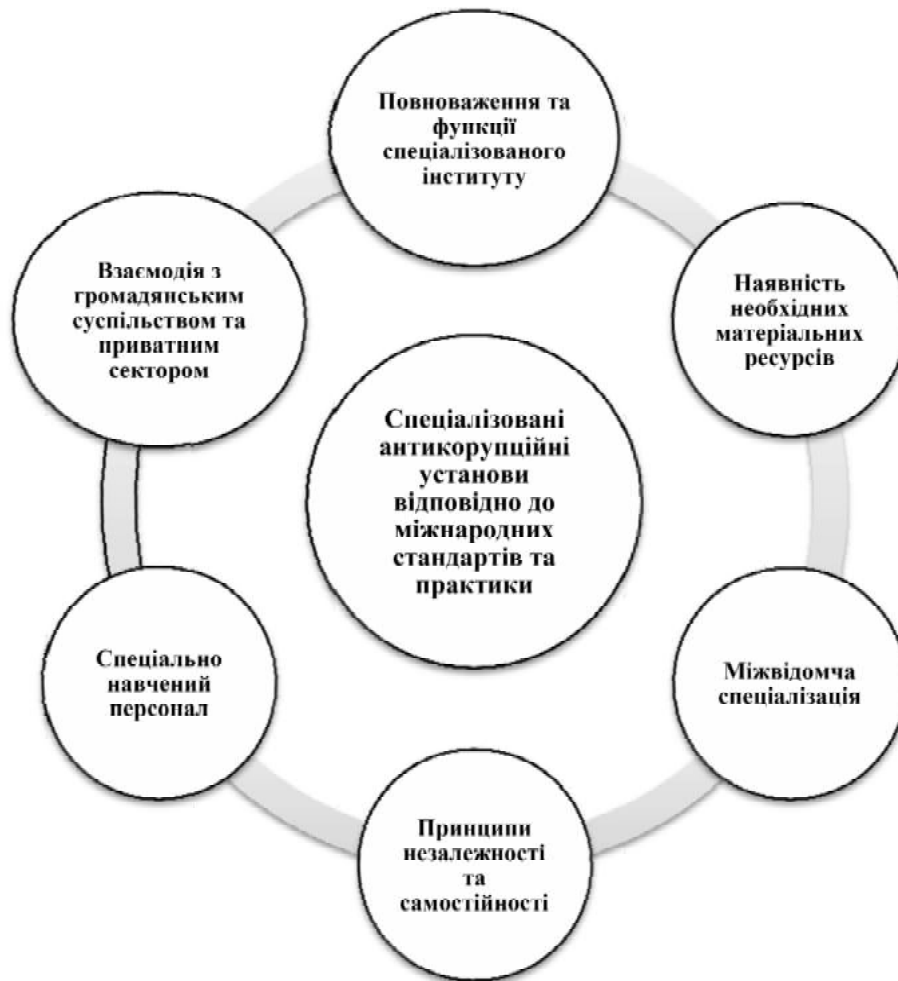 Повноваження та
функції
спеціалізованого
інституту
Наявність
необхідних
матеріальних
ресурсів
Міжвідомча
спеціалізація
Принципи
незалежності
та
самостійності
Спеціально
навчений
персонал
Взаємодія з
громадянським
суспільством та
приватним
сектором
Спеціалізовані
антикорупційні
установи
відповідно до
міжнародних
стандартів та
практики